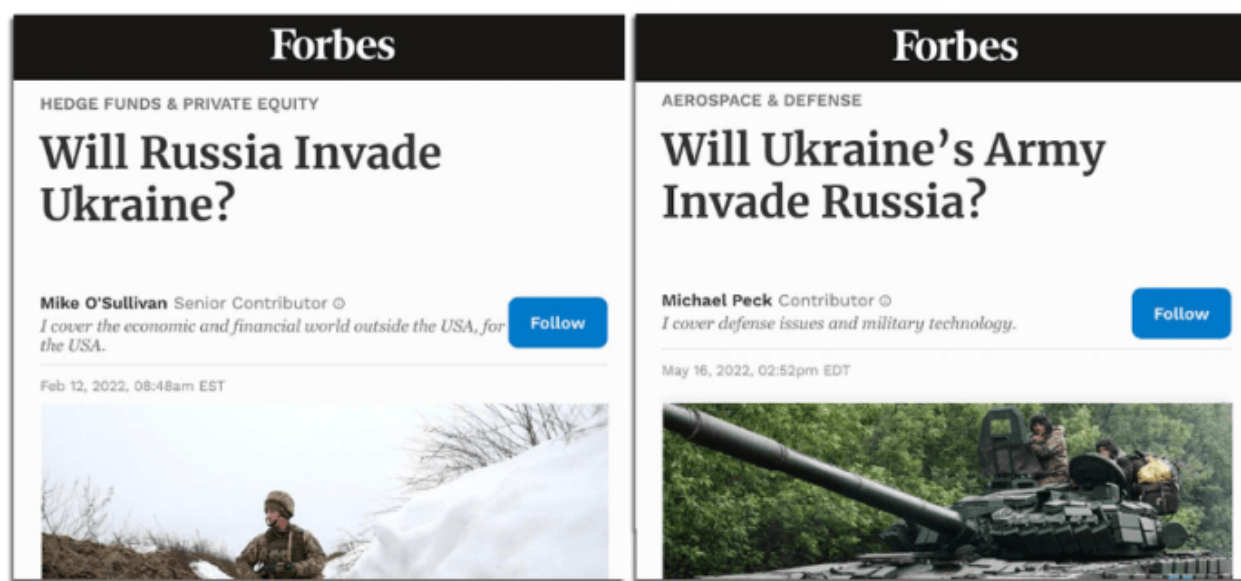 Forbes
HEDGE FUNDS & PRIVATE EQUITY
Will Russia Invade
Ukraine?
Mike O'Sullivan Senior Contributor
I cover the economic and financial world outside the USA, for
the USA.
Follow
Feb 12, 2022, 08:48am EST
Forbes
AEROSPACE & DEFENSE
Will Ukraine’s Army
Invade Russia?
Michael Peck Contributor
I cover defense issues and military technology.
Follow
May 16, 2022, 02:52pm EDT